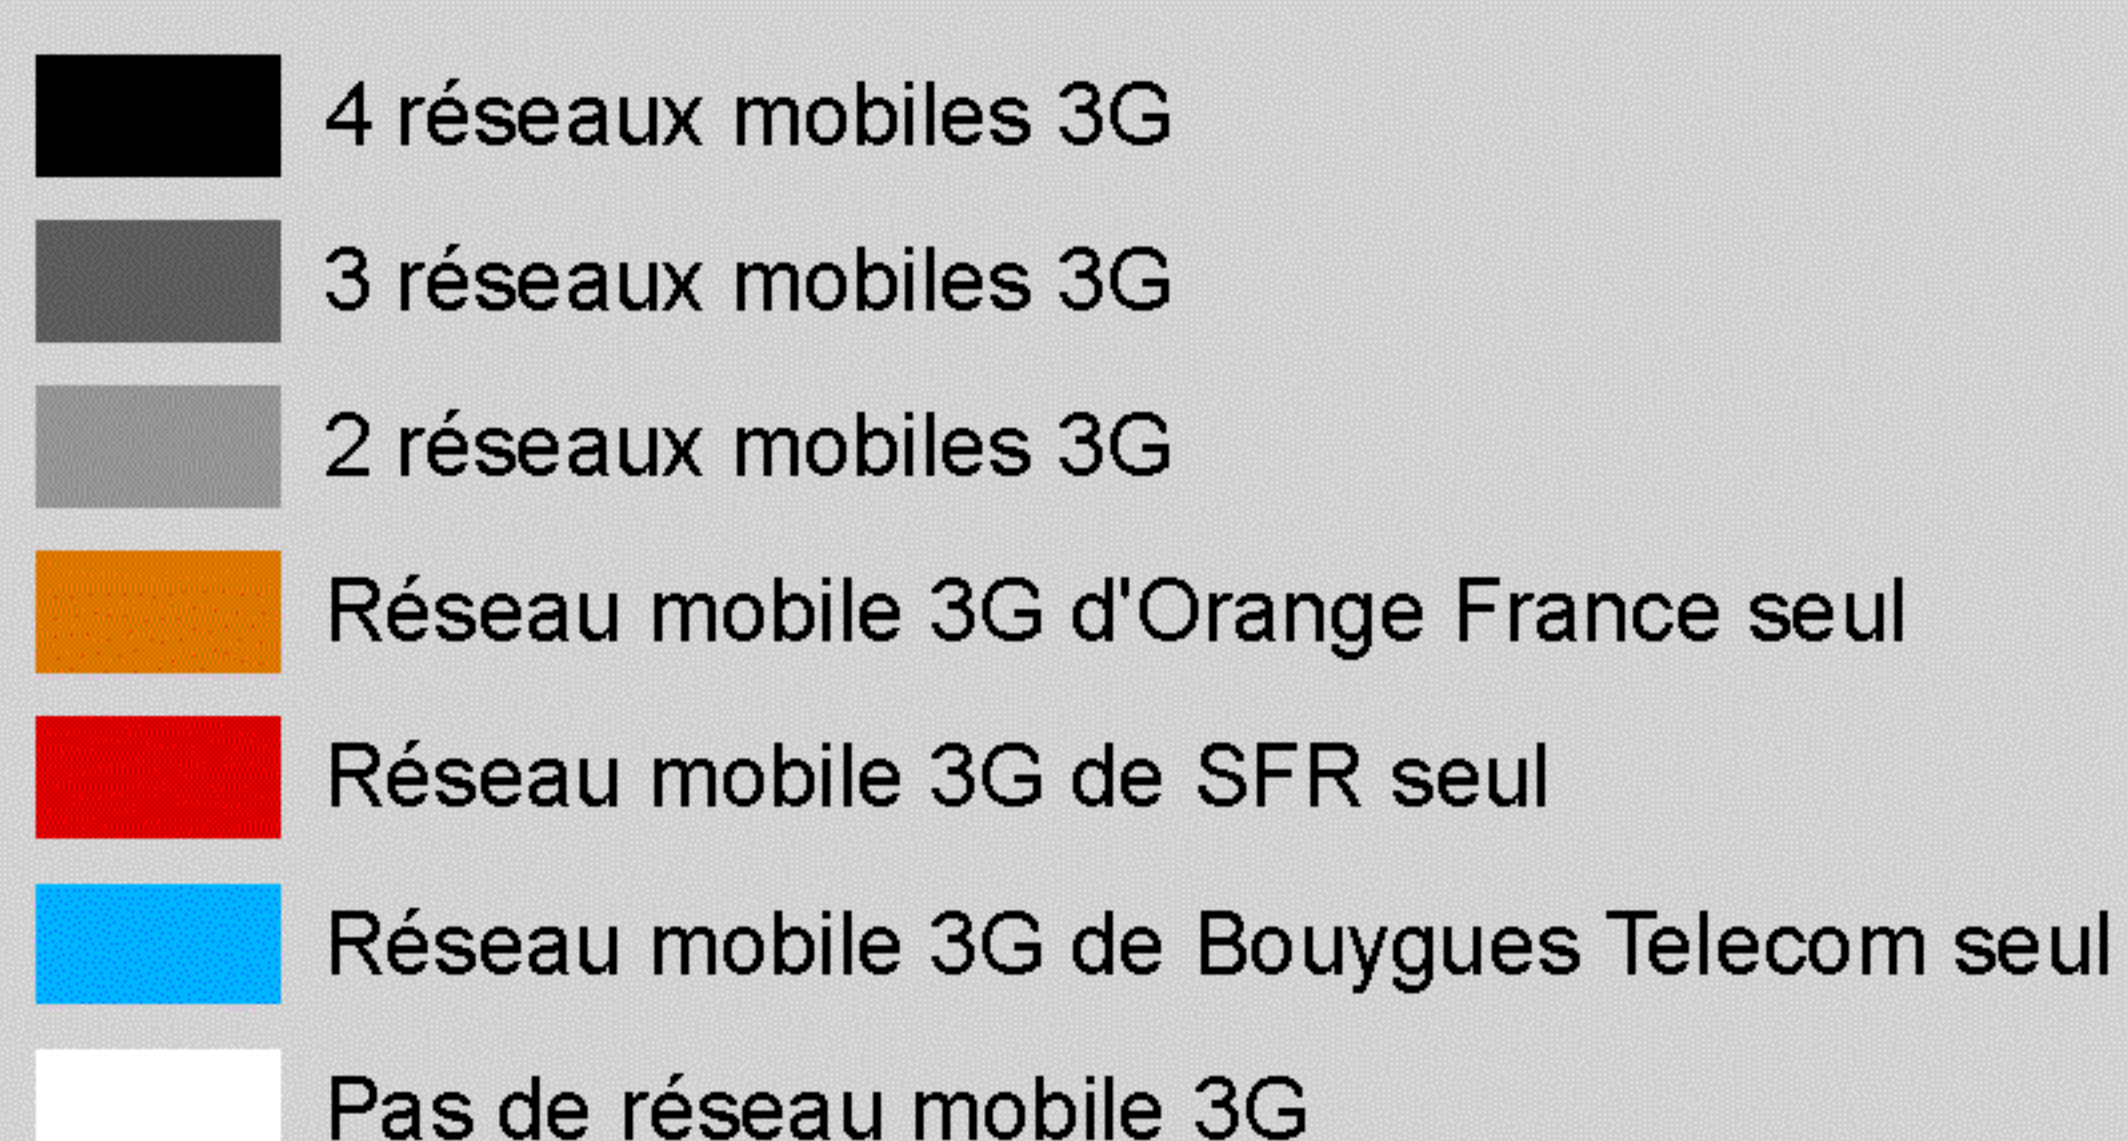 4 réseaux mobiles 3G
3 réseaux mobiles 3G
2 réseaux mobiles 3G
Réseau mobile 3G d'Orange France seul
Réseau mobile 3G de SFR seul
Réseau mobile 3G de Bouygues Telecom seul
Pas de réseau mobile 3G